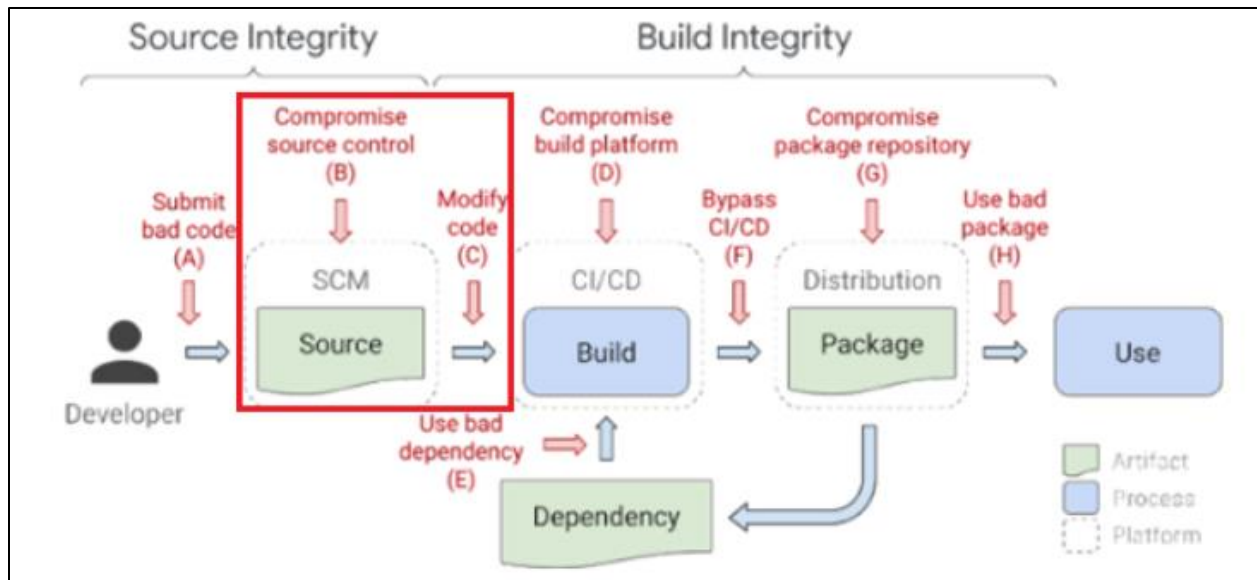 Source Integrity
Build Integrity
Compromise
source control
(B)
Compromise
build platform
(D)
Compromise
package repository
(G)
Submit
bad code
(A)
Modify
code
(C)
Bypass
CI/CD
(F)
Use bad
package
(H)
SCM
CI/CD
Distribution
Source
Build
Package
Use
Developer
Use bad
dependency
(E)
Dependency
Artifact
Process
Platform